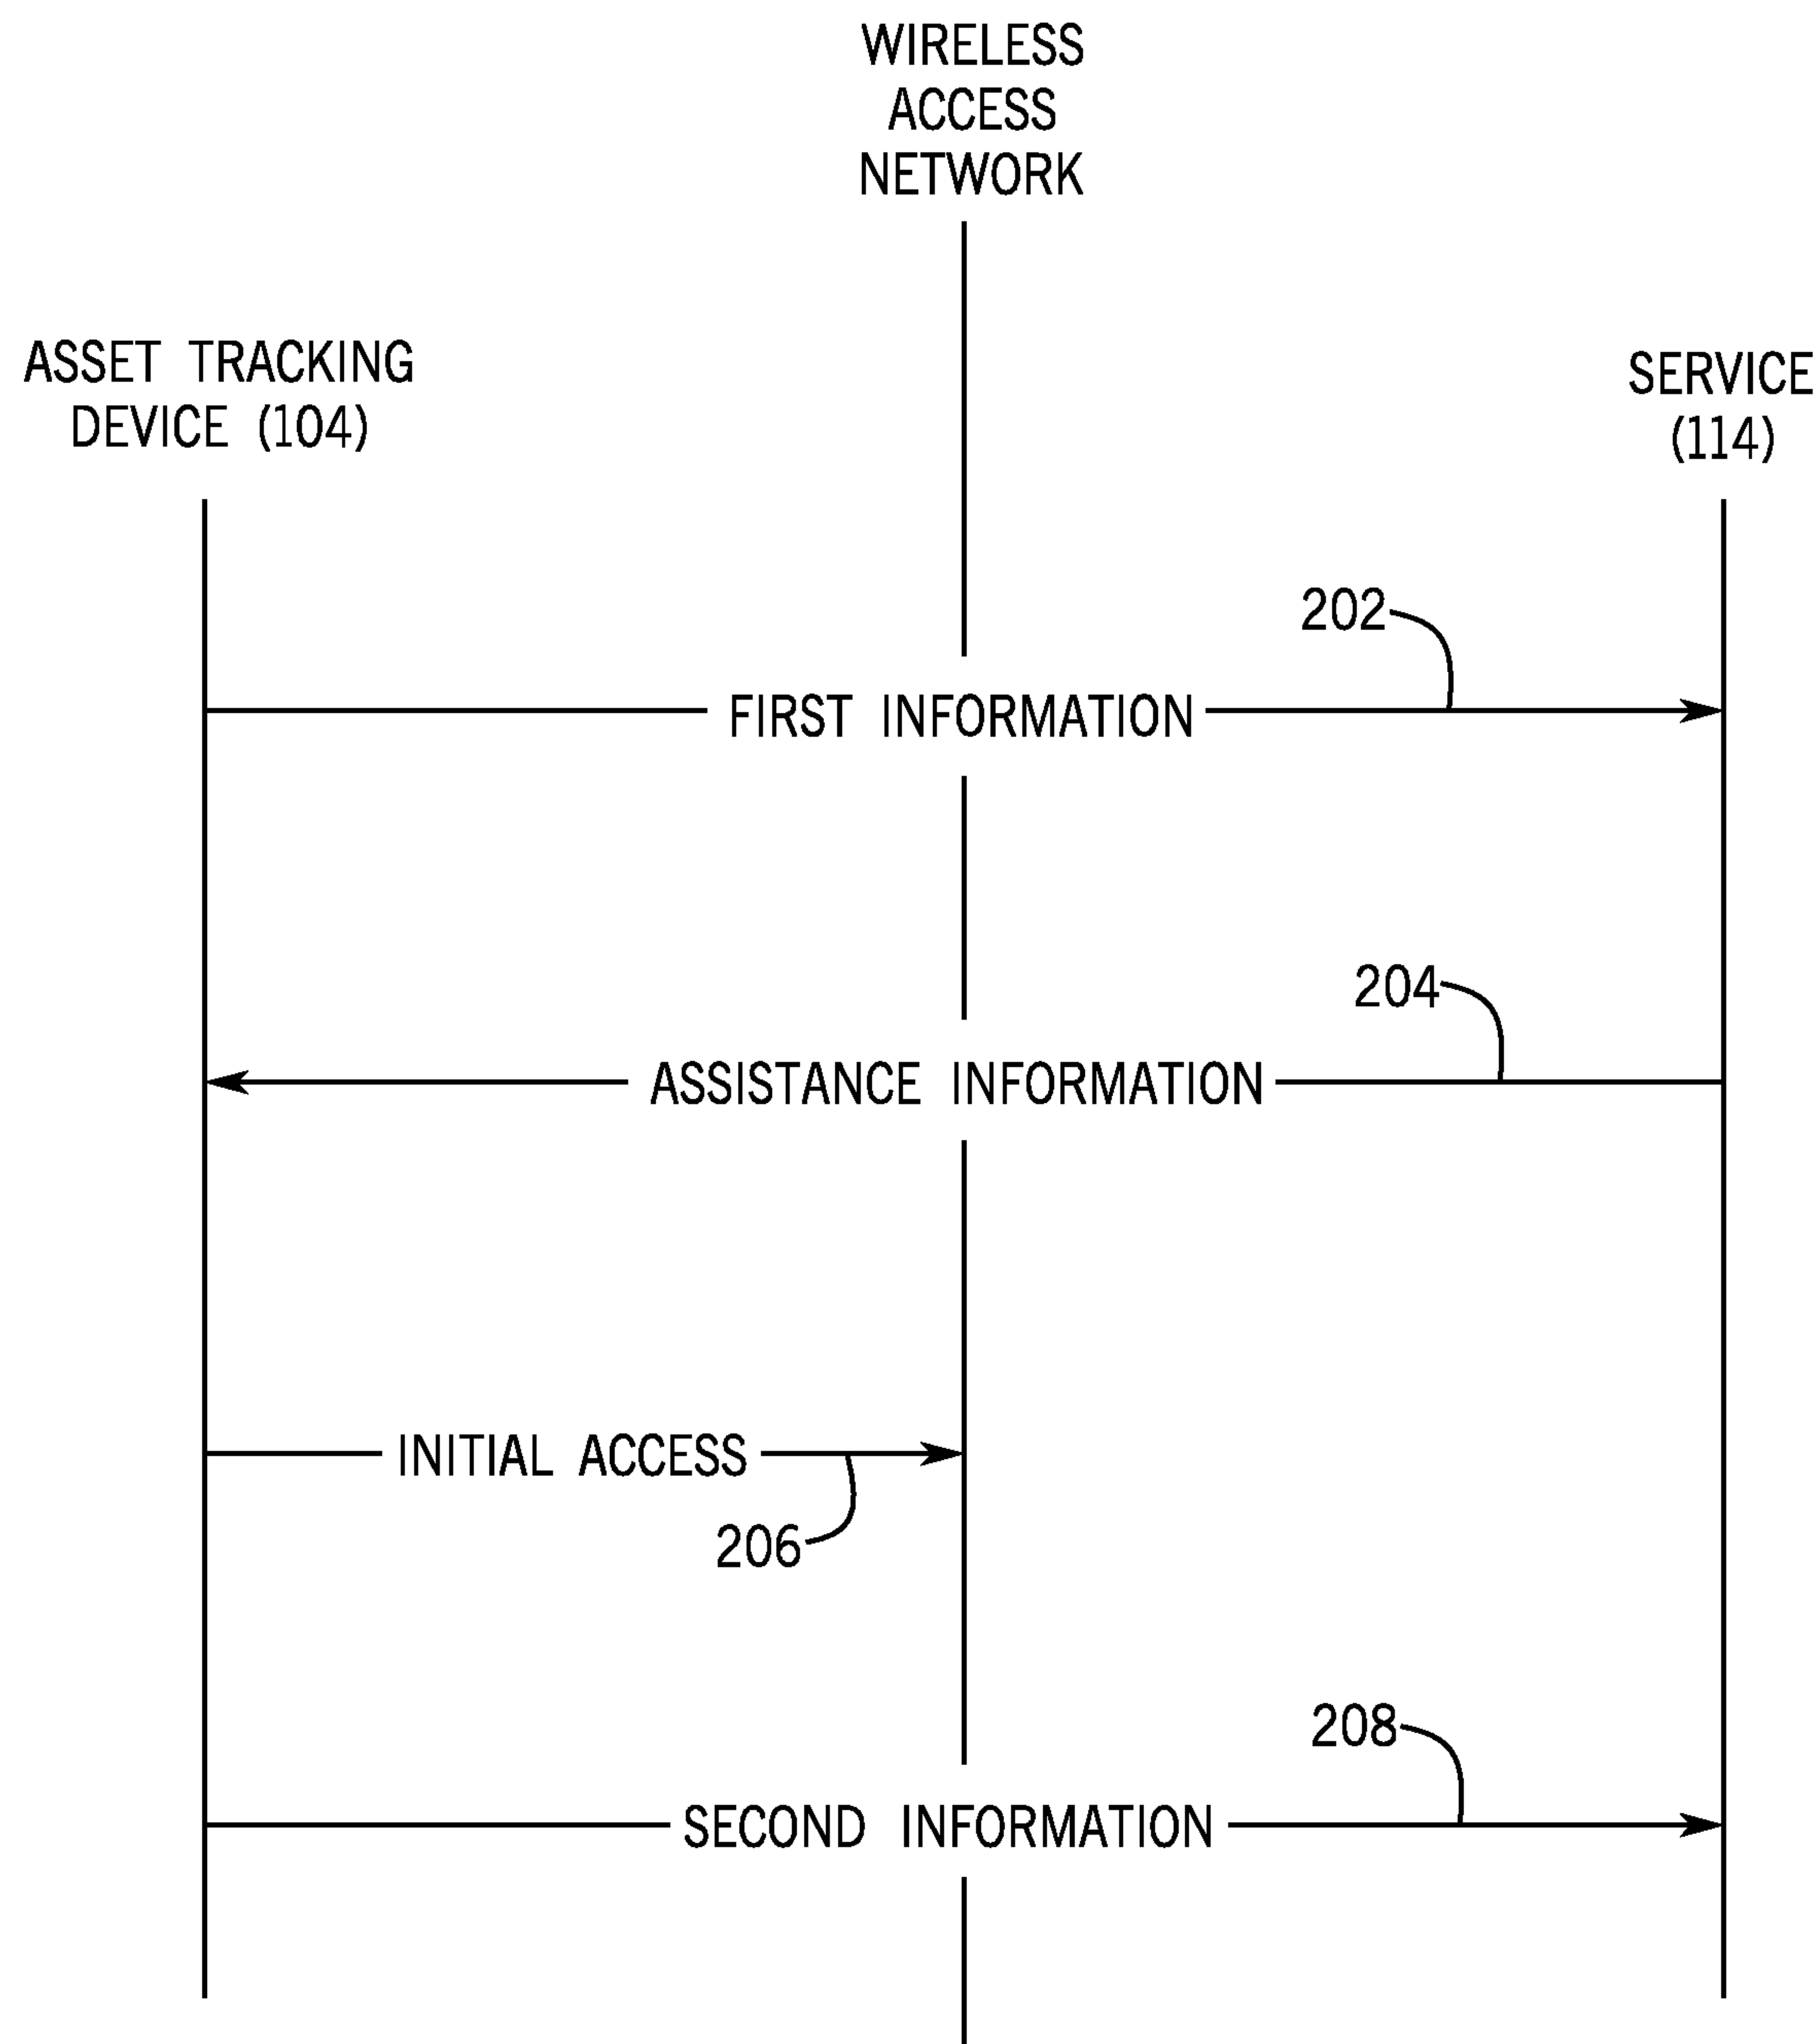 WIRELESS
ACCESS
NETWORK
ASSET TRACKING
DEVICE (104)
SERVICE
(114)
202
FIRST INFORMATION
204
ASSISTANCE INFORMATION
INITIAL ACCESS
206
208
SECOND INFORMATION